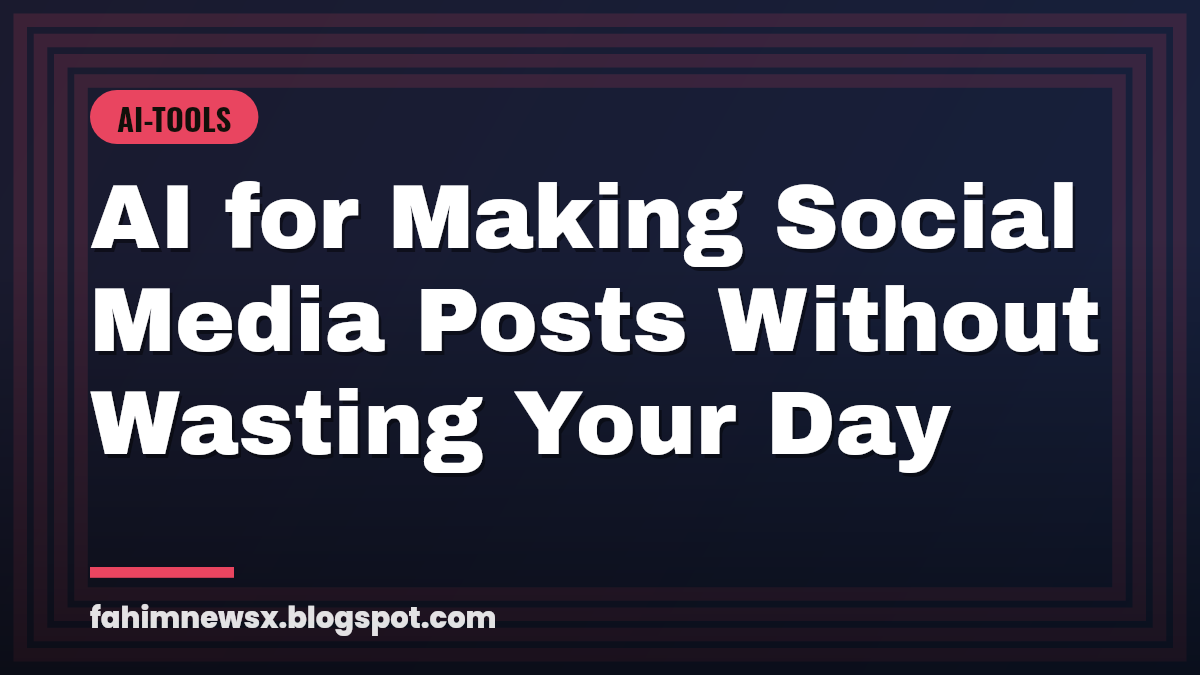 AI-TOOLS
AI for Making Social
Media Posts Without
Wasting Your Day
fahimnewsx.blogspot.com